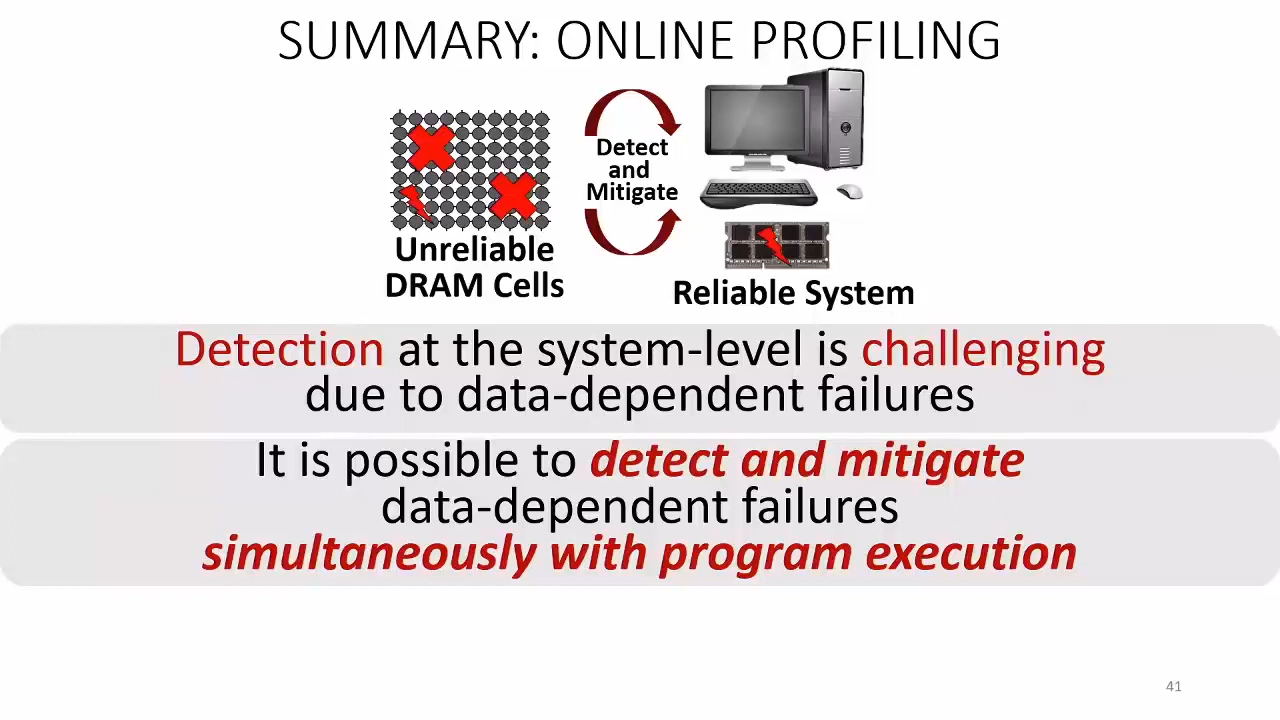 SUMMARY: ONLINE PROFILING
Detect
and
Mitigate
Unreliable
DRAM Cells
Reliable System
Detection at the system-level is challenging
due to data-dependent failures
It is possible to detect and mitigate
data-dependent failures
simultaneously with program execution
41